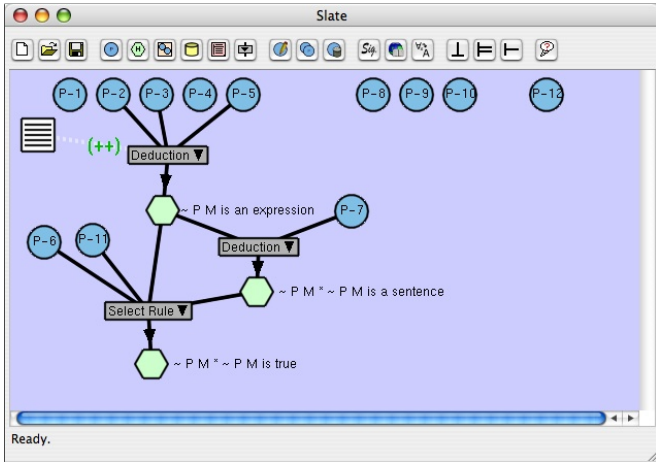 Slate
Sig.
P-1 P-2 P-3 P-4 P-5 P-8 P-9 P-10 P-12
(++)
Deduction ▼
~ P M is an expression
P-7
P-6 P-11
Deduction ▼
~ P M * ~ P M is a sentence
Select Rule ▼
~ P M * ~ P M is true
Ready.